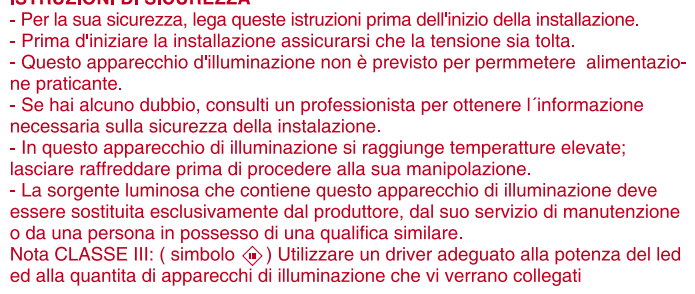 ISTRUZIONI DI SICUREZZA
- Per la sua sicurezza, lega queste istruzioni prima dell'inizio della installazione.
- Prima d'iniziare la installazione assicurarsi che la tensione sia tolta.
- Questo apparecchio d'illuminazione non è previsto per permmetere alimentazio-
ne praticante.
- Se hai alcuno dubbio, consulti un professionista per ottenere l´informazione
necessaria sulla sicurezza della instalazione.
- In questo apparecchio di illuminazione si raggiunge temperatture elevate;
lasciare raffreddare prima di procedere alla sua manipolazione.
- La sorgente luminosa che contiene questo apparecchio di illuminazione deve
essere sostituita esclusivamente dal produttore, dal suo servizio di manutenzione
o da una persona in possesso di una qualifica similare.
Nota CLASSE III: ( simbolo ) Utilizzare un driver adeguato alla potenza del led
ed alla quantita di apparecchi di illuminazione che vi verrano collegati